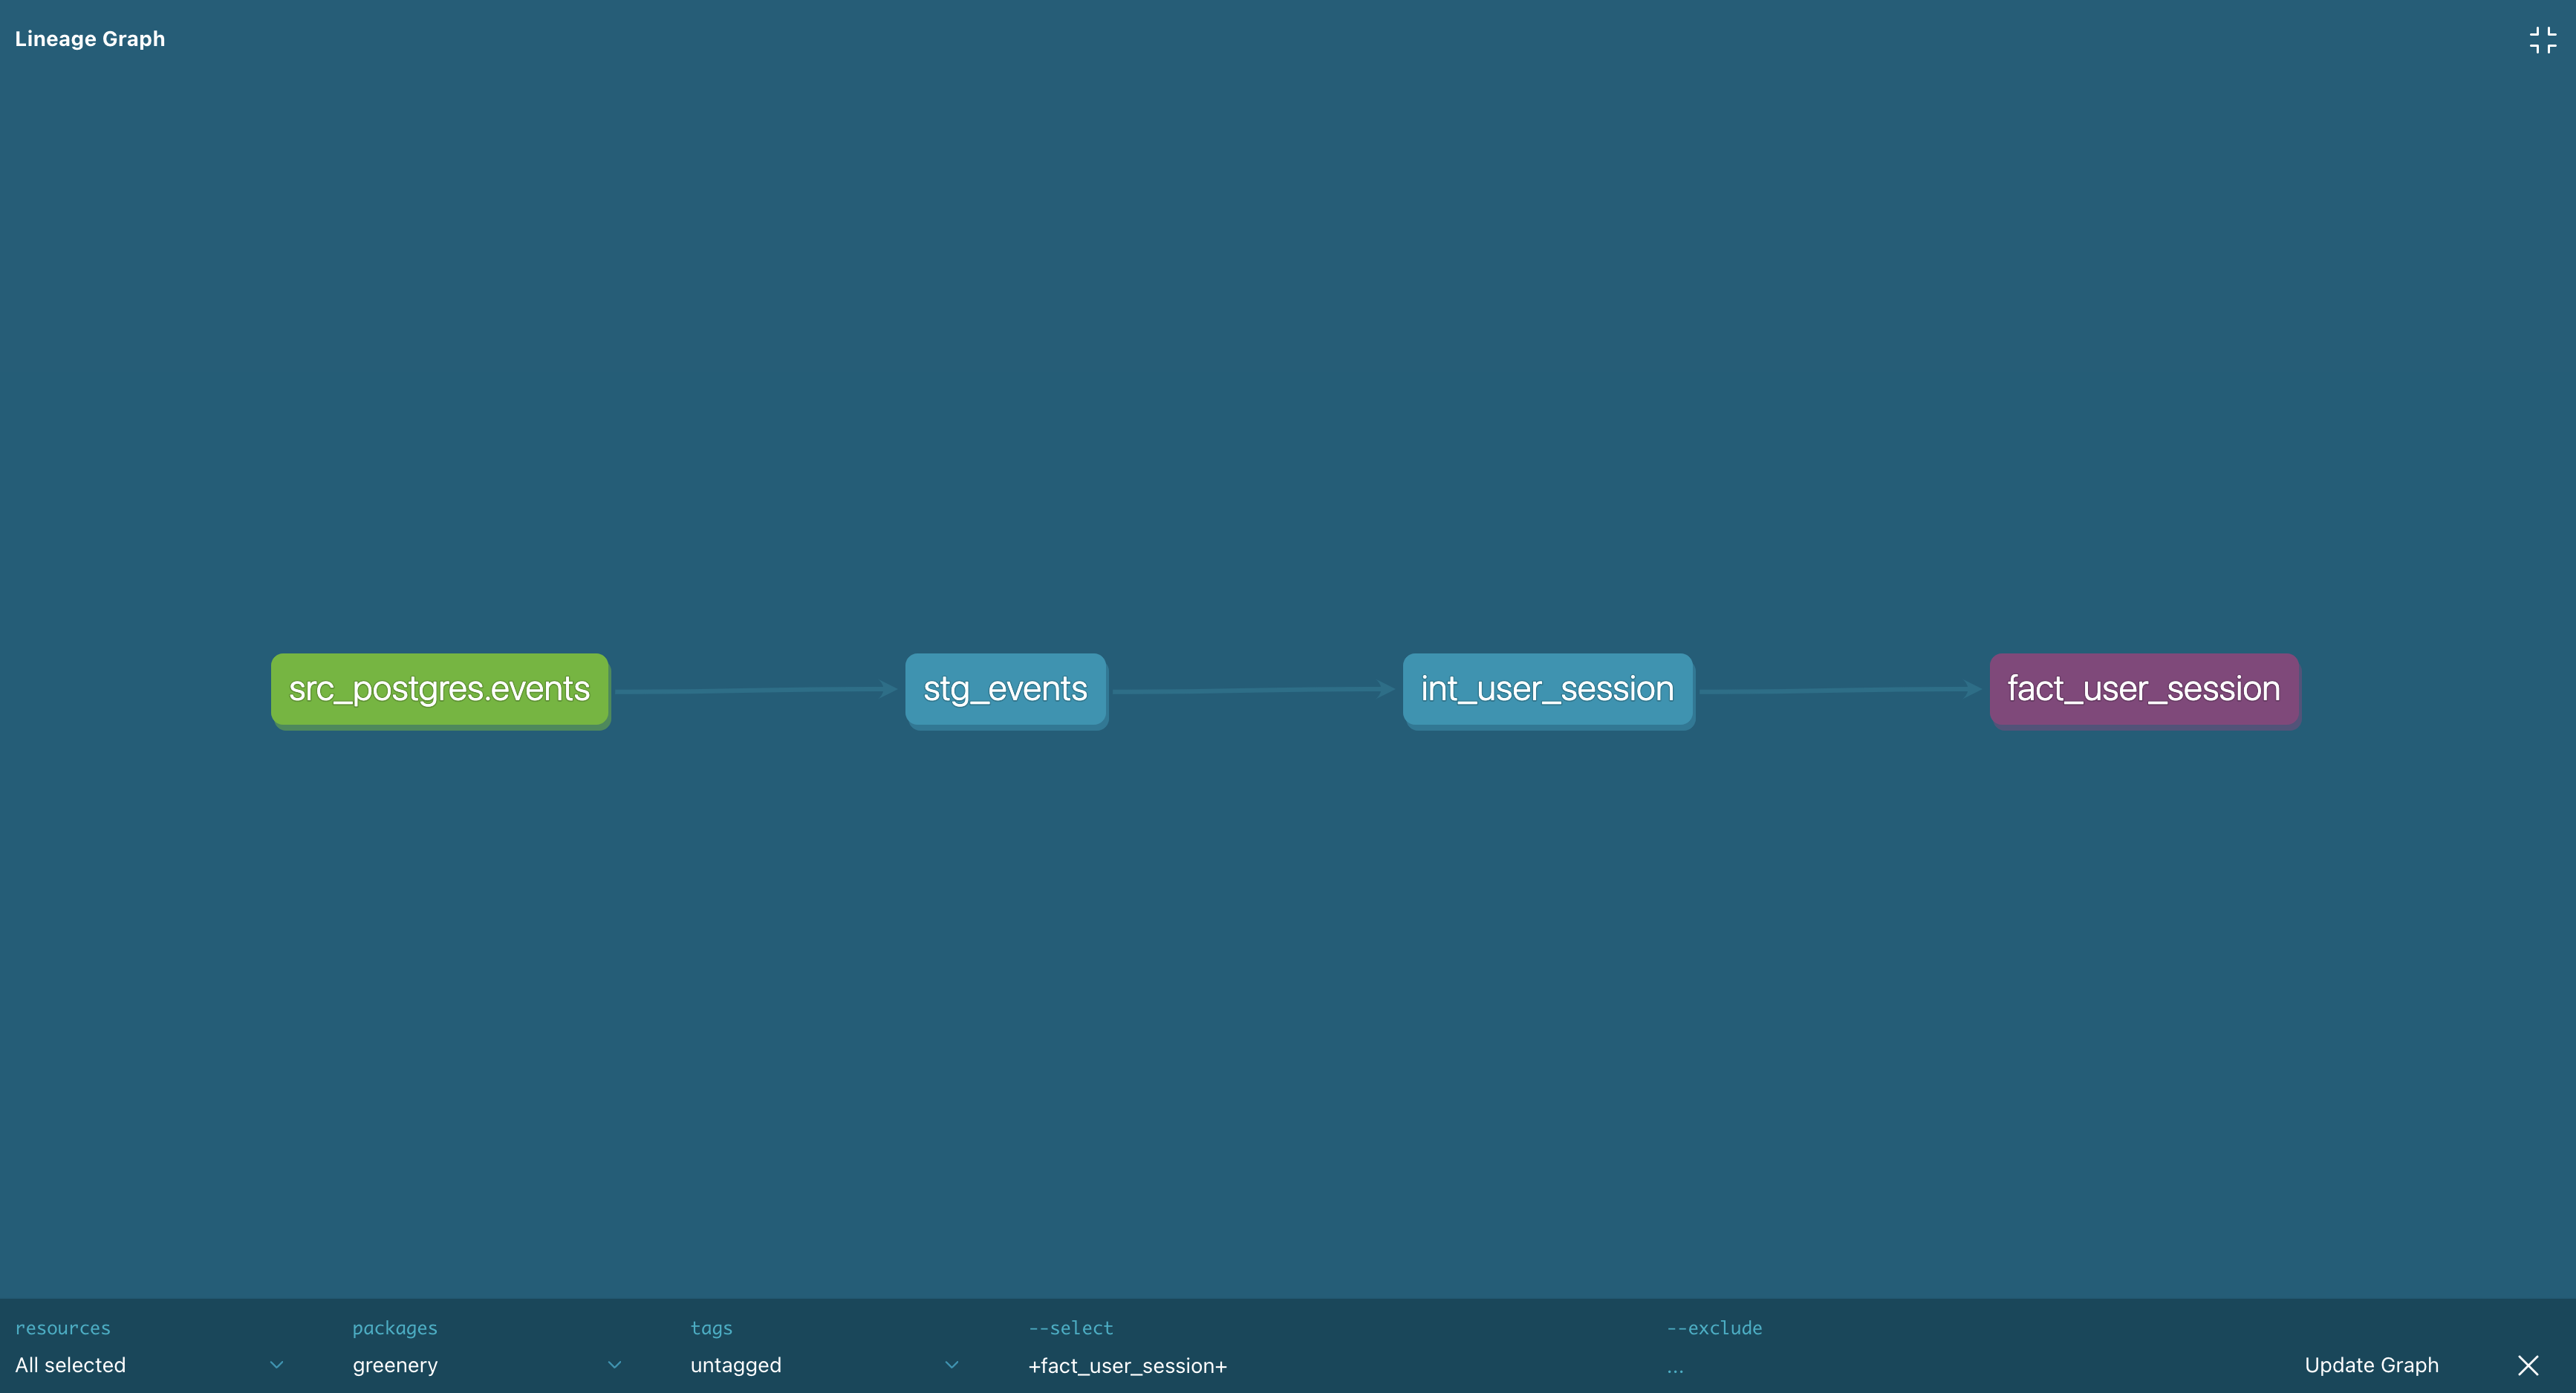 Lineage Graph
src_postgres.events
stg_events
int_user_session
fact_user_session
resources
packages
tags
--select
--exclude
All selected
greenery
untagged
+fact_user_session+
...
Update Graph